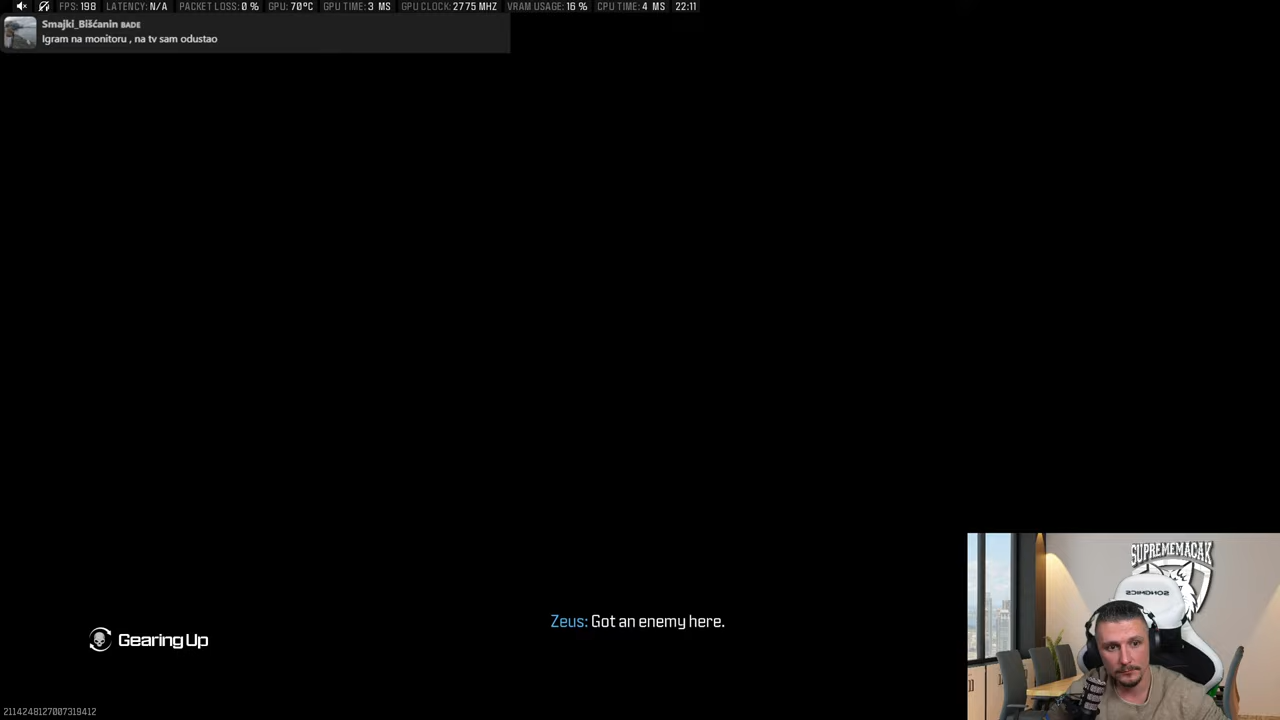 FPS: 198 LATENCY: N/A PACKET LOSS: 0 % GPU: 70°C GPU TIME: 3 MS GPU CLOCK: 2775 MHZ VRAM USAGE: 16 % CPU TIME: 4 MS 22:11
Smajki_Bišćanin BADE
Igram na monitoru , na tv sam odustao
SUPREMEMACAK
SONOMICS
Zeus: Got an enemy here.
Gearing Up
2114248127007319412